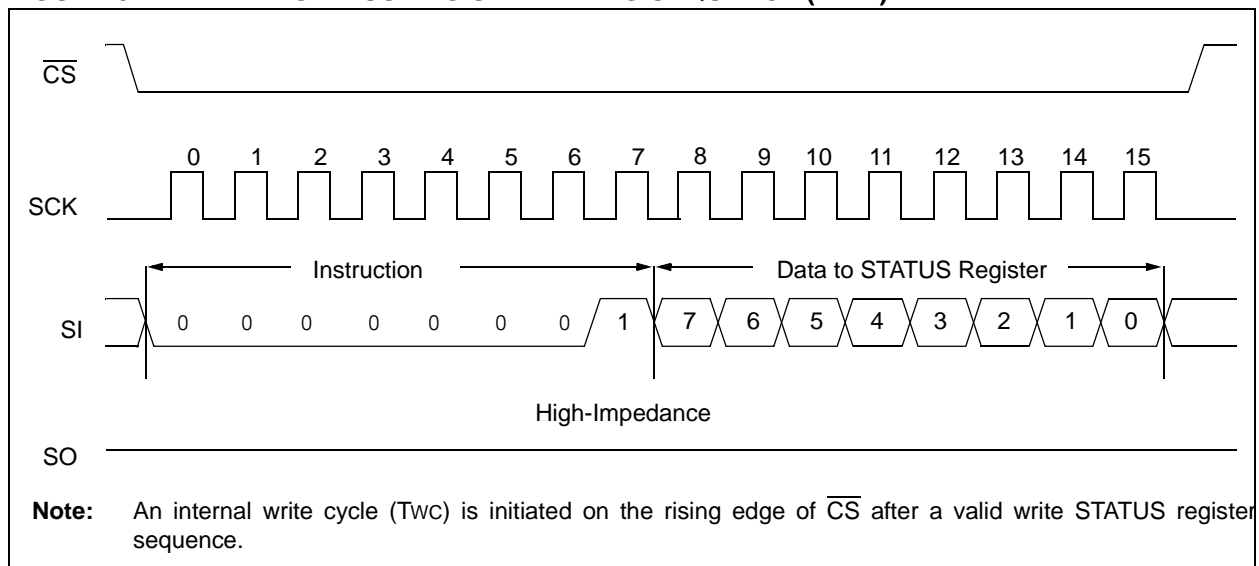 CS
0 1 2 3 4 5 6 7 8 9 10 11 12 13 14 15
SCK
Instruction Data to STATUS Register
SI 0 0 0 0 0 0 0 1 7 6 5 4 3 2 1 0
High-Impedance
SO
Note: An internal write cycle (TWC) is initiated on the rising edge of CS after a valid write STATUS register
sequence.